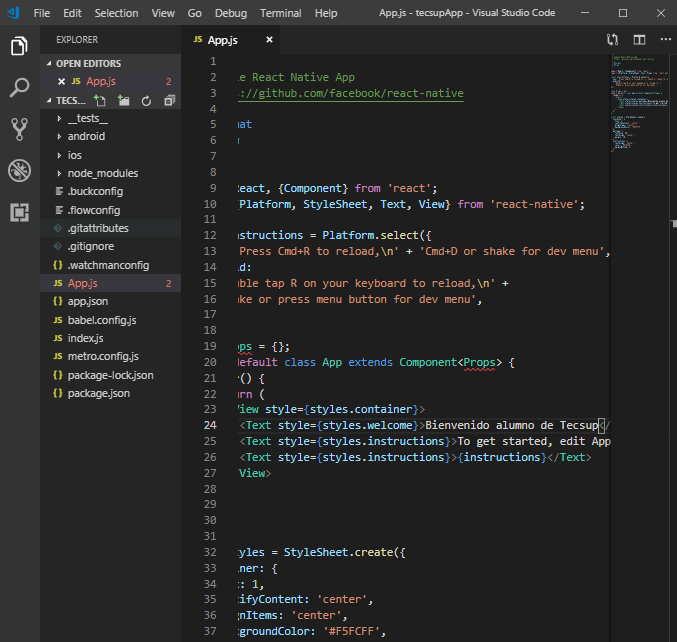 File Edit Selection View Go Debug Terminal Help App.js - tecsupApp - Visual Studio Code
EXPLORER
OPEN EDITORS
JS App.js 2
TECS...
__tests__
android
ios
node_modules
.buckconfig
.flowconfig
.gitattributes
.gitignore
{} .watchmanconfig
JS App.js 2
{} app.json
JS babel.config.js
JS index.js
JS metro.config.js
{} package-lock.json
{} package.json
JS App.js
1
2 le React Native App
3 ://github.com/facebook/react-native
4
5 mat
6
7
8
9 React, {Component} from 'react';
10 {Platform, StyleSheet, Text, View} from 'react-native';
11
12 nstructions = Platform.select({
13 Press Cmd+R to reload,\n' + 'Cmd+D or shake for dev menu',
14 id:
15 uble tap R on your keyboard to reload,\n' +
16 ake or press menu button for dev menu',
17
18
19 ops = {};
20 default class App extends Component<Props> {
21 () {
22 urn (
23 View style={styles.container}>
24 <Text style={styles.welcome}>Bienvenido alumno de Tecsup</
25 <Text style={styles.instructions}>To get started, edit App
26 <Text style={styles.instructions}>{instructions}</Text>
27 View>
28
29
30
31
32 tyles = StyleSheet.create({
33 iner: {
34 : 1,
35 tifyContent: 'center',
36 gnItems: 'center',
37 kgroundColor: '#F5FCFF',